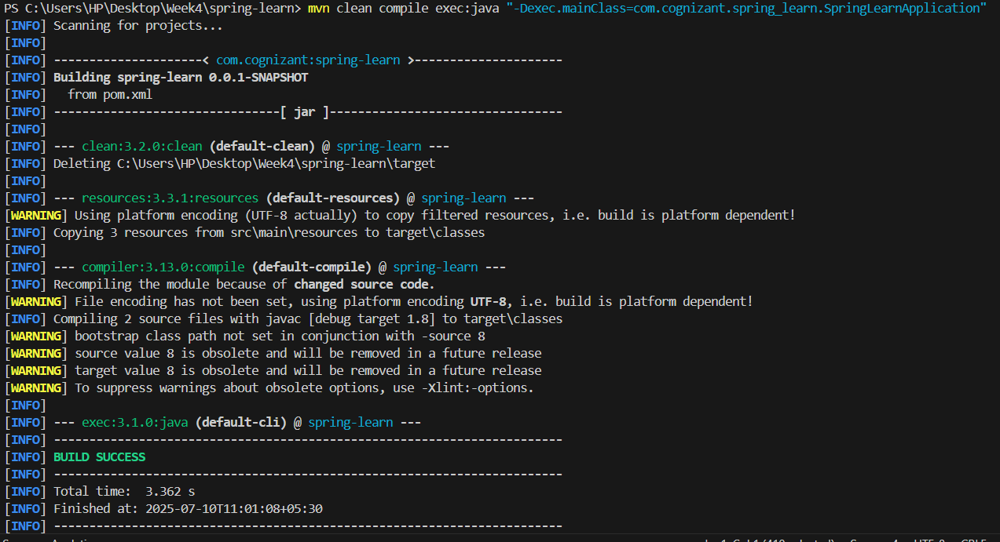 PS C:\Users\HP\Desktop\Week4\spring-learn> mvn clean compile exec:java "-Dexec.mainClass=com.cognizant.spring_learn.SpringLearnApplication"
[INFO] Scanning for projects...
[INFO]
[INFO] ---------------------< com.cognizant:spring-learn >---------------------
[INFO] Building spring-learn 0.0.1-SNAPSHOT
[INFO]   from pom.xml
[INFO] --------------------------------[ jar ]---------------------------------
[INFO]
[INFO] --- clean:3.2.0:clean (default-clean) @ spring-learn ---
[INFO] Deleting C:\Users\HP\Desktop\Week4\spring-learn\target
[INFO]
[INFO] --- resources:3.3.1:resources (default-resources) @ spring-learn ---
[WARNING] Using platform encoding (UTF-8 actually) to copy filtered resources, i.e. build is platform dependent!
[INFO] Copying 3 resources from src\main\resources to target\classes
[INFO]
[INFO] --- compiler:3.13.0:compile (default-compile) @ spring-learn ---
[INFO] Recompiling the module because of changed source code.
[WARNING] File encoding has not been set, using platform encoding UTF-8, i.e. build is platform dependent!
[INFO] Compiling 2 source files with javac [debug target 1.8] to target\classes
[WARNING] bootstrap class path not set in conjunction with -source 8
[WARNING] source value 8 is obsolete and will be removed in a future release
[WARNING] target value 8 is obsolete and will be removed in a future release
[WARNING] To suppress warnings about obsolete options, use -Xlint:-options.
[INFO]
[INFO] --- exec:3.1.0:java (default-cli) @ spring-learn ---
[INFO] ------------------------------------------------------------------------
[INFO] BUILD SUCCESS
[INFO] ------------------------------------------------------------------------
[INFO] Total time:  3.362 s
[INFO] Finished at: 2025-07-10T11:01:08+05:30
[INFO] ------------------------------------------------------------------------